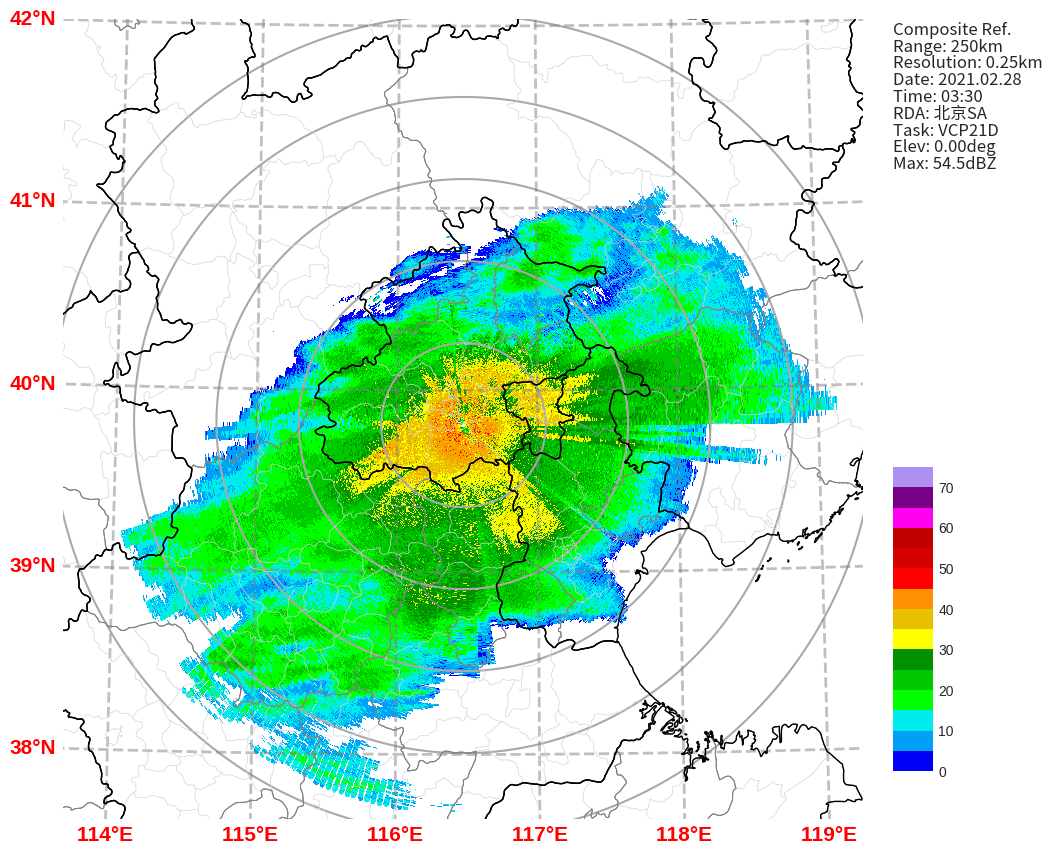 42°N
41°N
40°N
39°N
38°N
114°E 115°E 116°E 117°E 118°E 119°E
Composite Ref.
Range: 250km
Resolution: 0.25km
Date: 2021.02.28
Time: 03:30
RDA: 北京SA
Task: VCP21D
Elev: 0.00deg
Max: 54.5dBZ
70
60
50
40
30
20
10
0